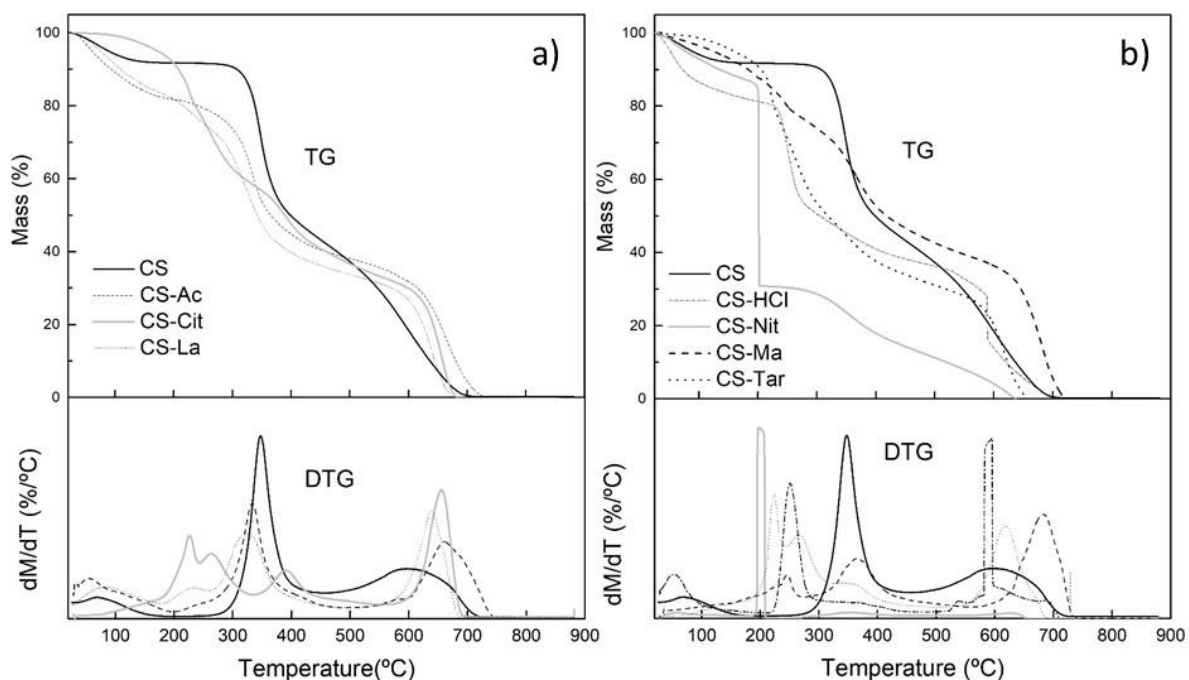 a)
100
80
60
40
20
0
Mass (%)
TG
CS
CS-Ac
CS-Cit
CS-La
dM/dT (%/ºC)
DTG
100 200 300 400 500 600 700 800 900
Temperature(ºC)
b)
100
80
60
40
20
0
Mass (%)
TG
CS
CS-HCl
CS-Nit
CS-Ma
CS-Tar
dM/dT (%/ºC)
DTG
100 200 300 400 500 600 700 800 900
Temperature (ºC)